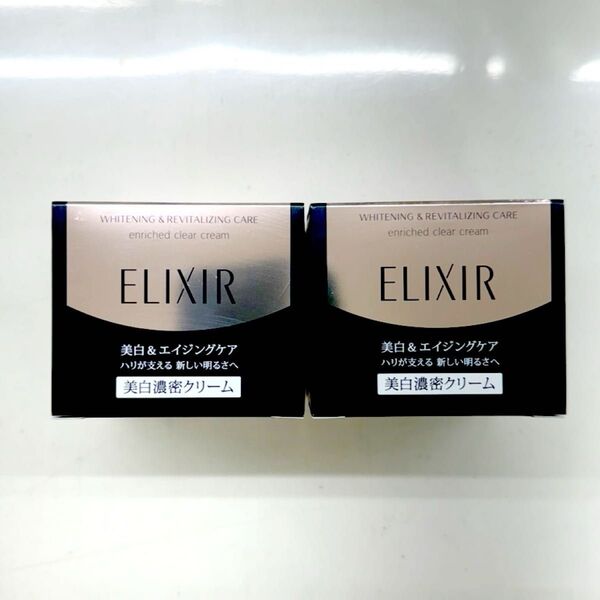 WHITENING & REVITALIZING CARE
enriched clear cream
ELIXIR
美白&エイジングケア
ハリが支える 新しい明るさへ
美白濃密クリーム
WHITENING & REVITALIZING CARE
enriched clear cream
ELIXIR
美白&エイジングケア
ハリが支える 新しい明るさへ
美白濃密クリーム